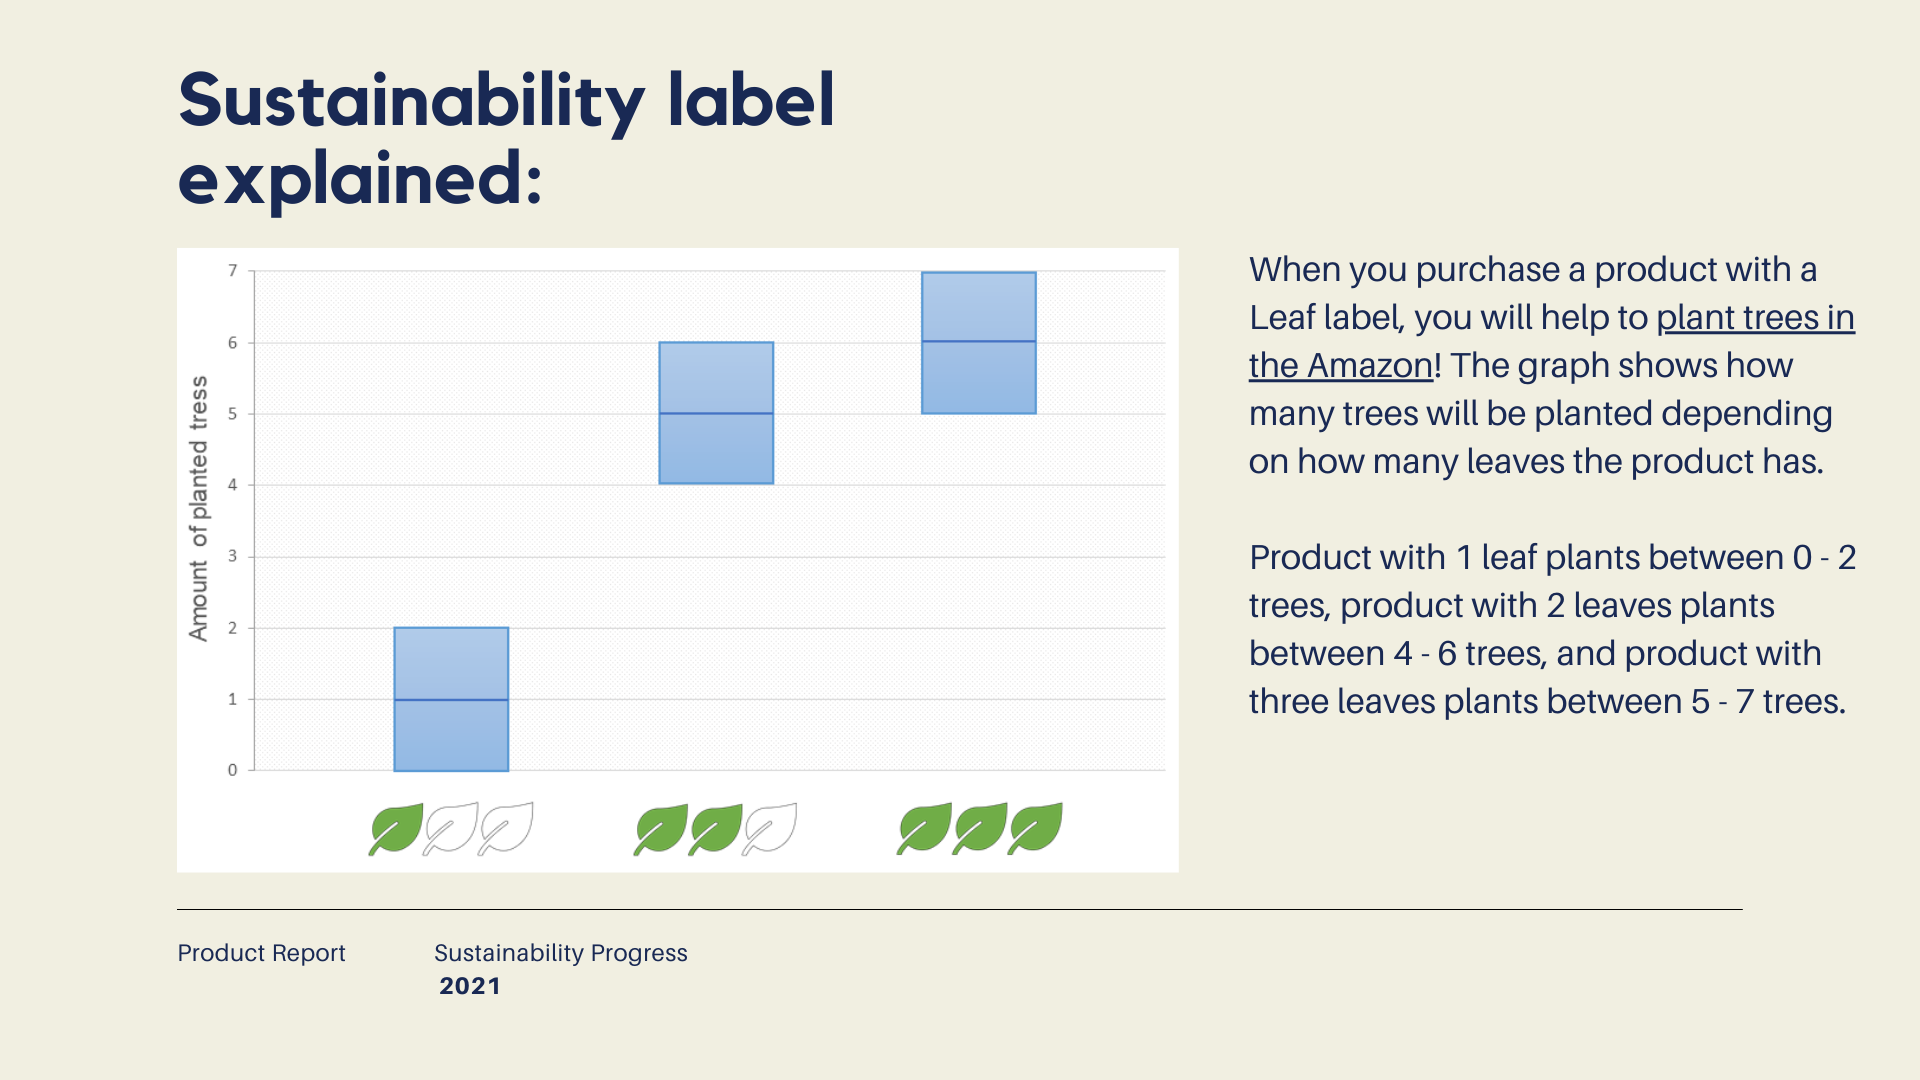 Sustainability label
explained:
7
6
5
4
3
2
1
0
Amount of planted tress
When you purchase a product with a
Leaf label, you will help to plant trees in
the Amazon! The graph shows how
many trees will be planted depending
on how many leaves the product has.
Product with 1 leaf plants between 0 - 2
trees, product with 2 leaves plants
between 4 - 6 trees, and product with
three leaves plants between 5 - 7 trees.
Product Report
Sustainability Progress
2021